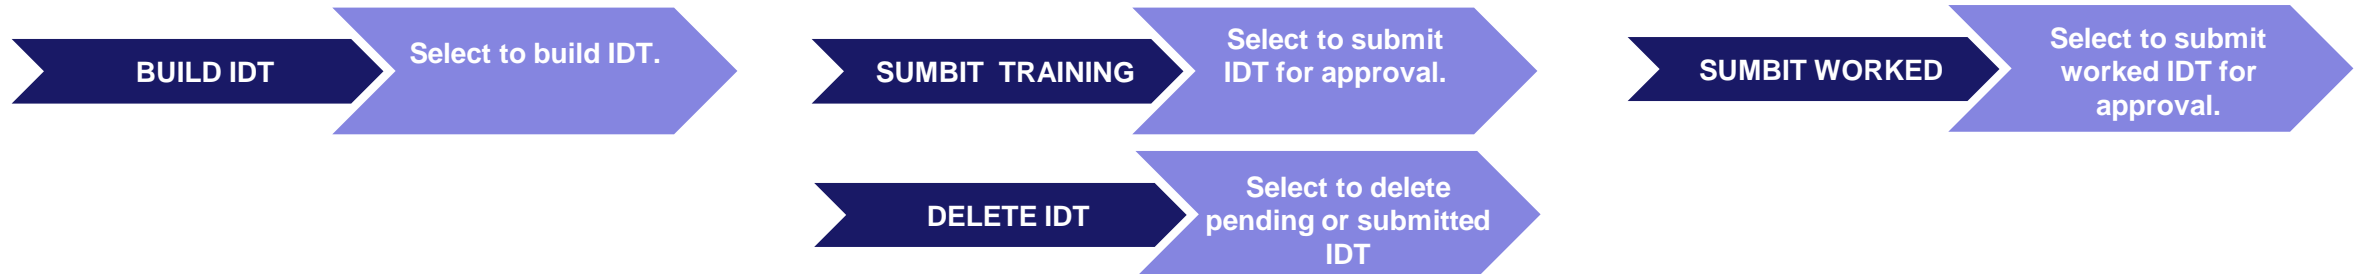 BUILD IDT
Select to build IDT.
SUMBIT  TRAINING
Select to submit
IDT for approval.
SUMBIT WORKED
Select to submit
worked IDT for
approval.
DELETE IDT
Select to delete
pending or submitted
IDT